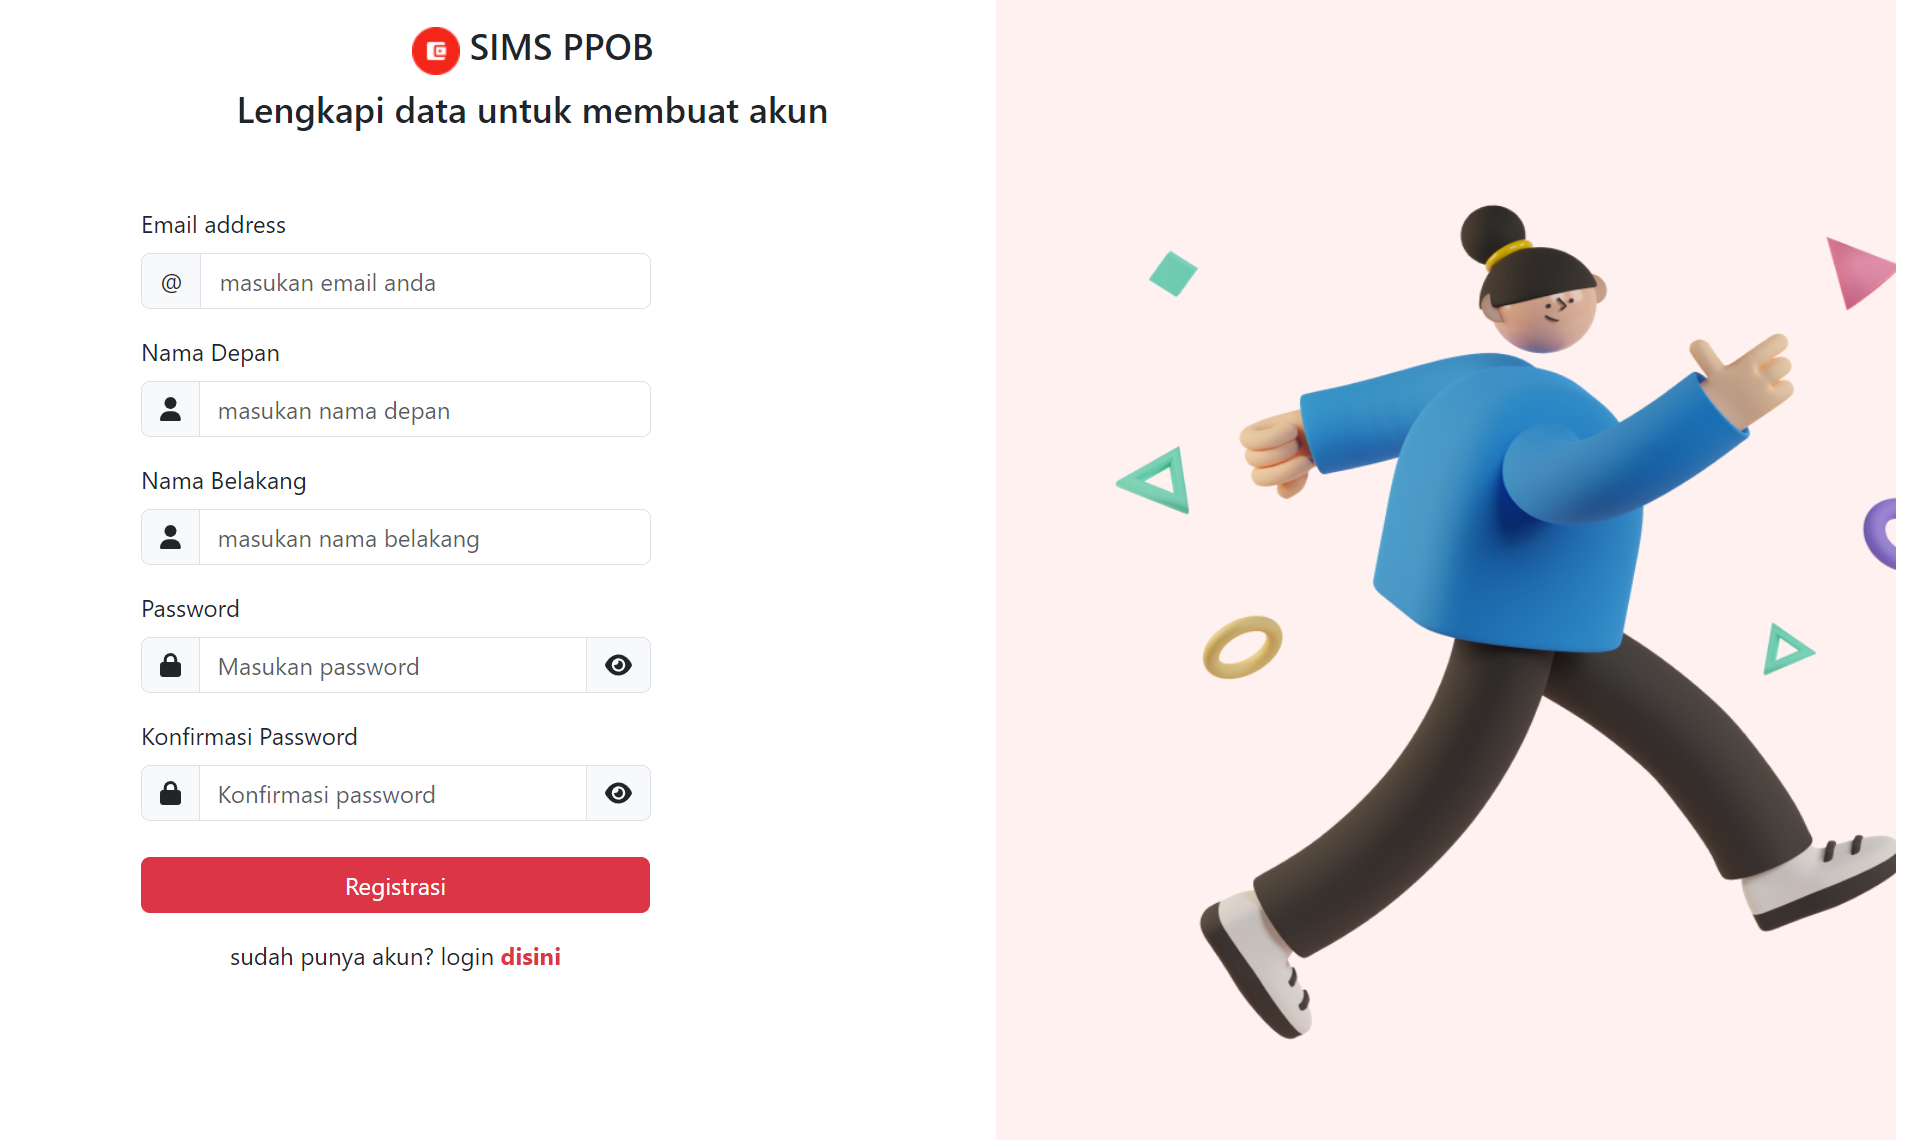 SIMS PPOB
Lengkapi data untuk membuat akun
Email address
@ masukan email anda
Nama Depan
masukan nama depan
Nama Belakang
masukan nama belakang
Password
Masukan password
Konfirmasi Password
Konfirmasi password
Registrasi
sudah punya akun? login disini